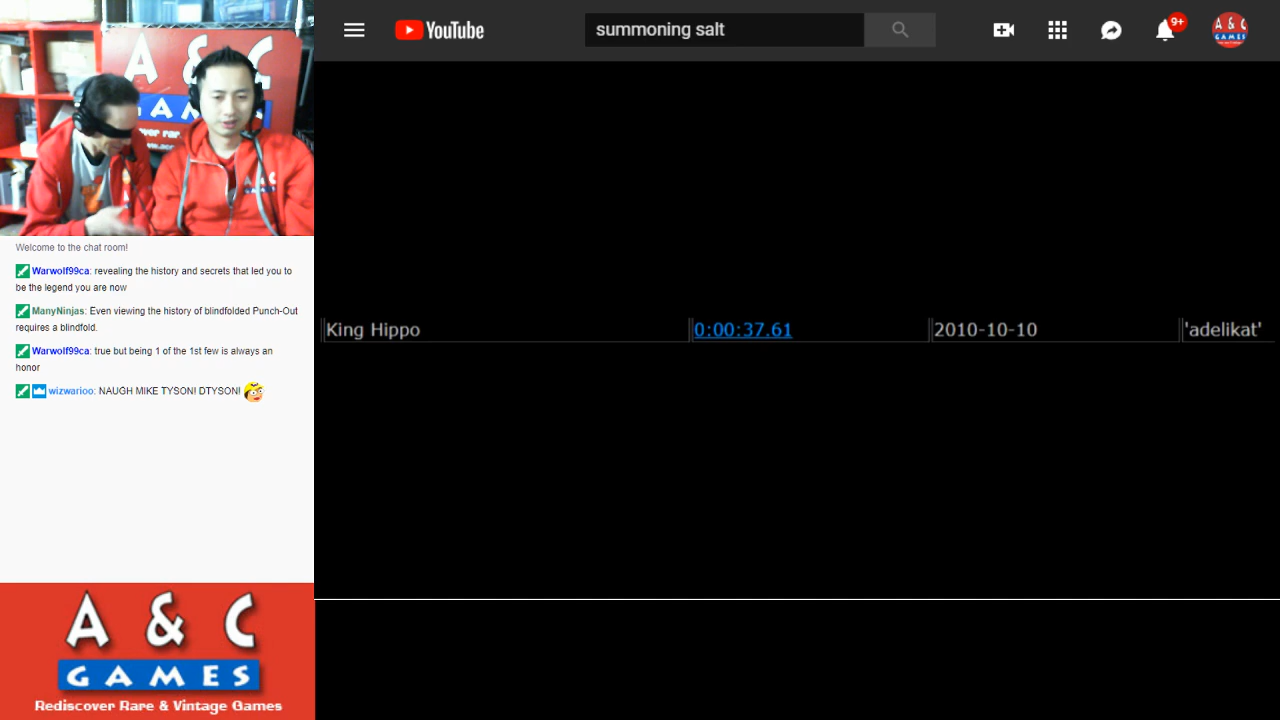 A & C
GAMES
YouTube
summoning salt
9+
A & C
GAMES
Welcome to the chat room!
Warwolf99ca: revealing the history and secrets that led you to
be the legend you are now
ManyNinjas: Even viewing the history of blindfolded Punch-Out
requires a blindfold.
Warwolf99ca: true but being 1 of the 1st few is always an
honor
wizwarioo: NAUGH MIKE TYSON! DTYSON!
King Hippo 0:00:37.61 2010-10-10 'adelikat'
A & C
GAMES
Rediscover Rare & Vintage Games